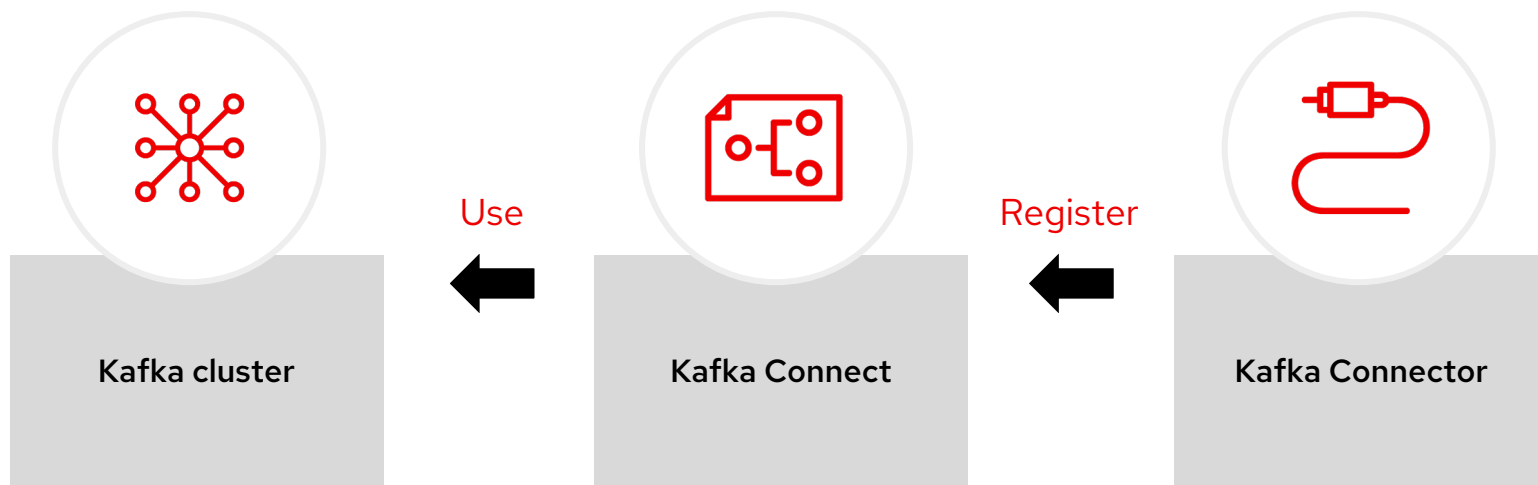 Use
Register
Kafka cluster
Kafka Connect
Kafka Connector